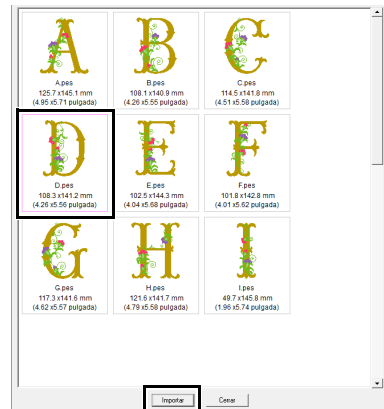 A.pes
125.7 x145.1 mm
(4.95 x5.71 pulgada)
B.pes
108.1 x140.9 mm
(4.26 x5.55 pulgada)
C.pes
114.5 x141.8 mm
(4.51 x5.58 pulgada)
D.pes
108.3 x141.2 mm
(4.26 x5.56 pulgada)
E.pes
102.5 x144.3 mm
(4.04 x5.68 pulgada)
F.pes
101.8 x142.8 mm
(4.01 x5.62 pulgada)
G.pes
117.3 x141.6 mm
(4.62 x5.57 pulgada)
H.pes
121.6 x141.7 mm
(4.79 x5.58 pulgada)
I.pes
49.7 x145.8 mm
(1.96 x5.74 pulgada)
Importar
Cerrar